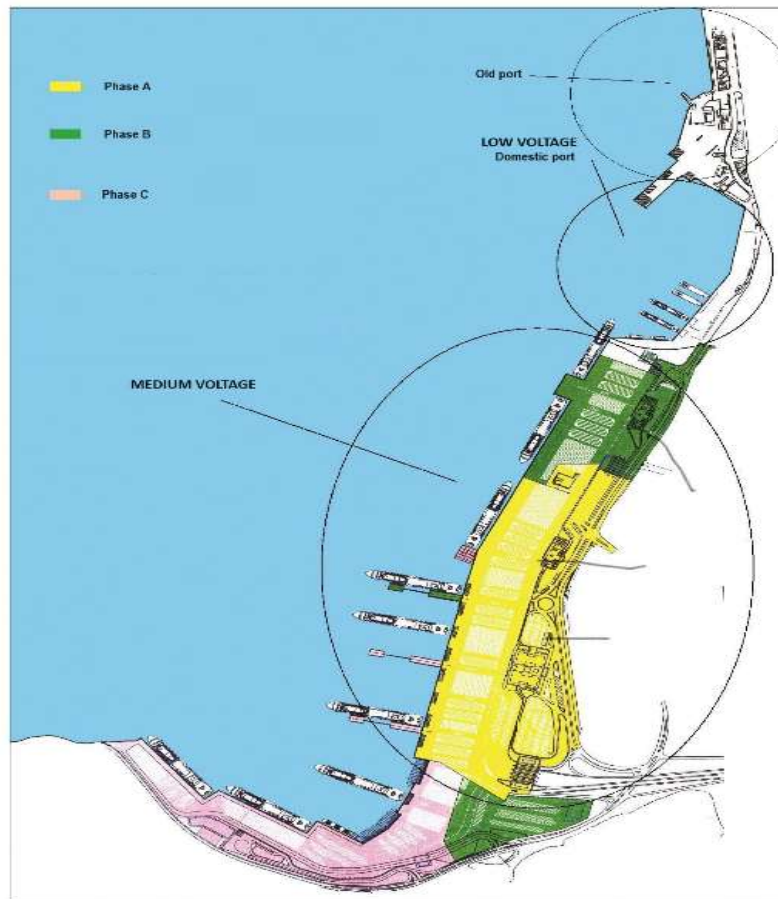 Phase A
Phase B
Phase C
Old port
LOW VOLTAGE
Domestic port
MEDIUM VOLTAGE